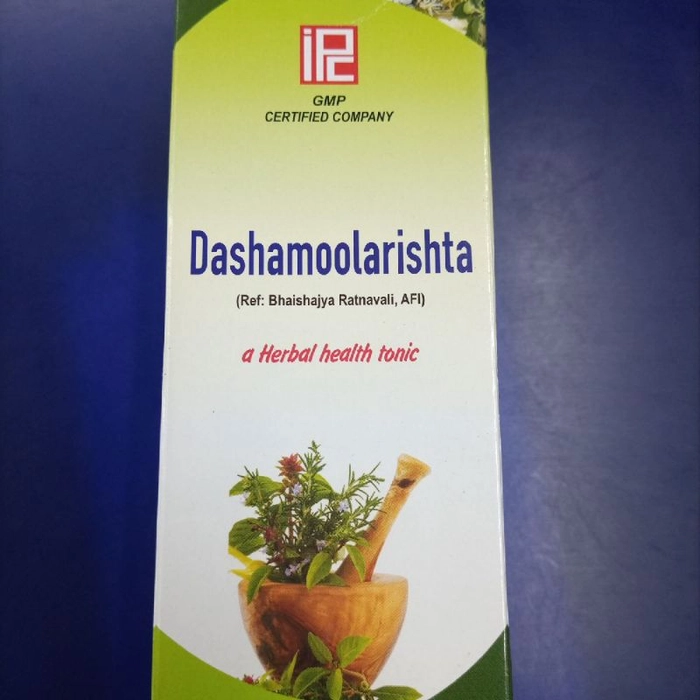 iPC
GMP
CERTIFIED COMPANY
Dashamoolarishta
(Ref: Bhaishajya Ratnavali, AFI)
a Herbal health tonic